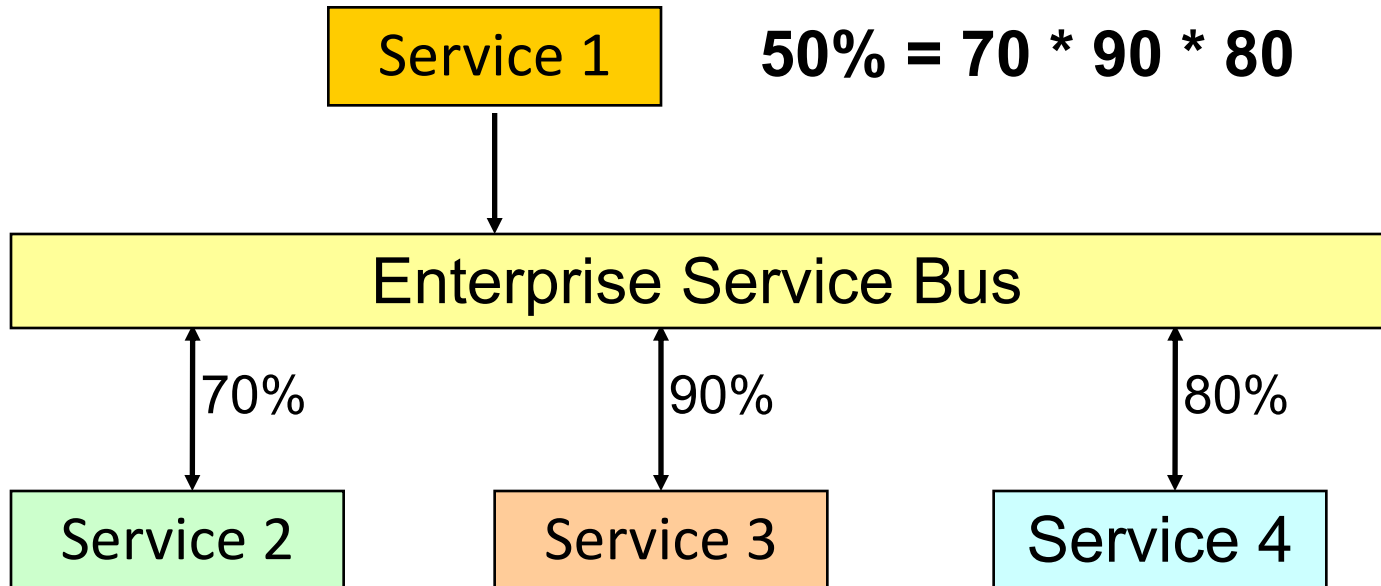 Service 1
50% = 70 * 90 * 80
Enterprise Service Bus
70%
90%
80%
Service 2
Service 3
Service 4